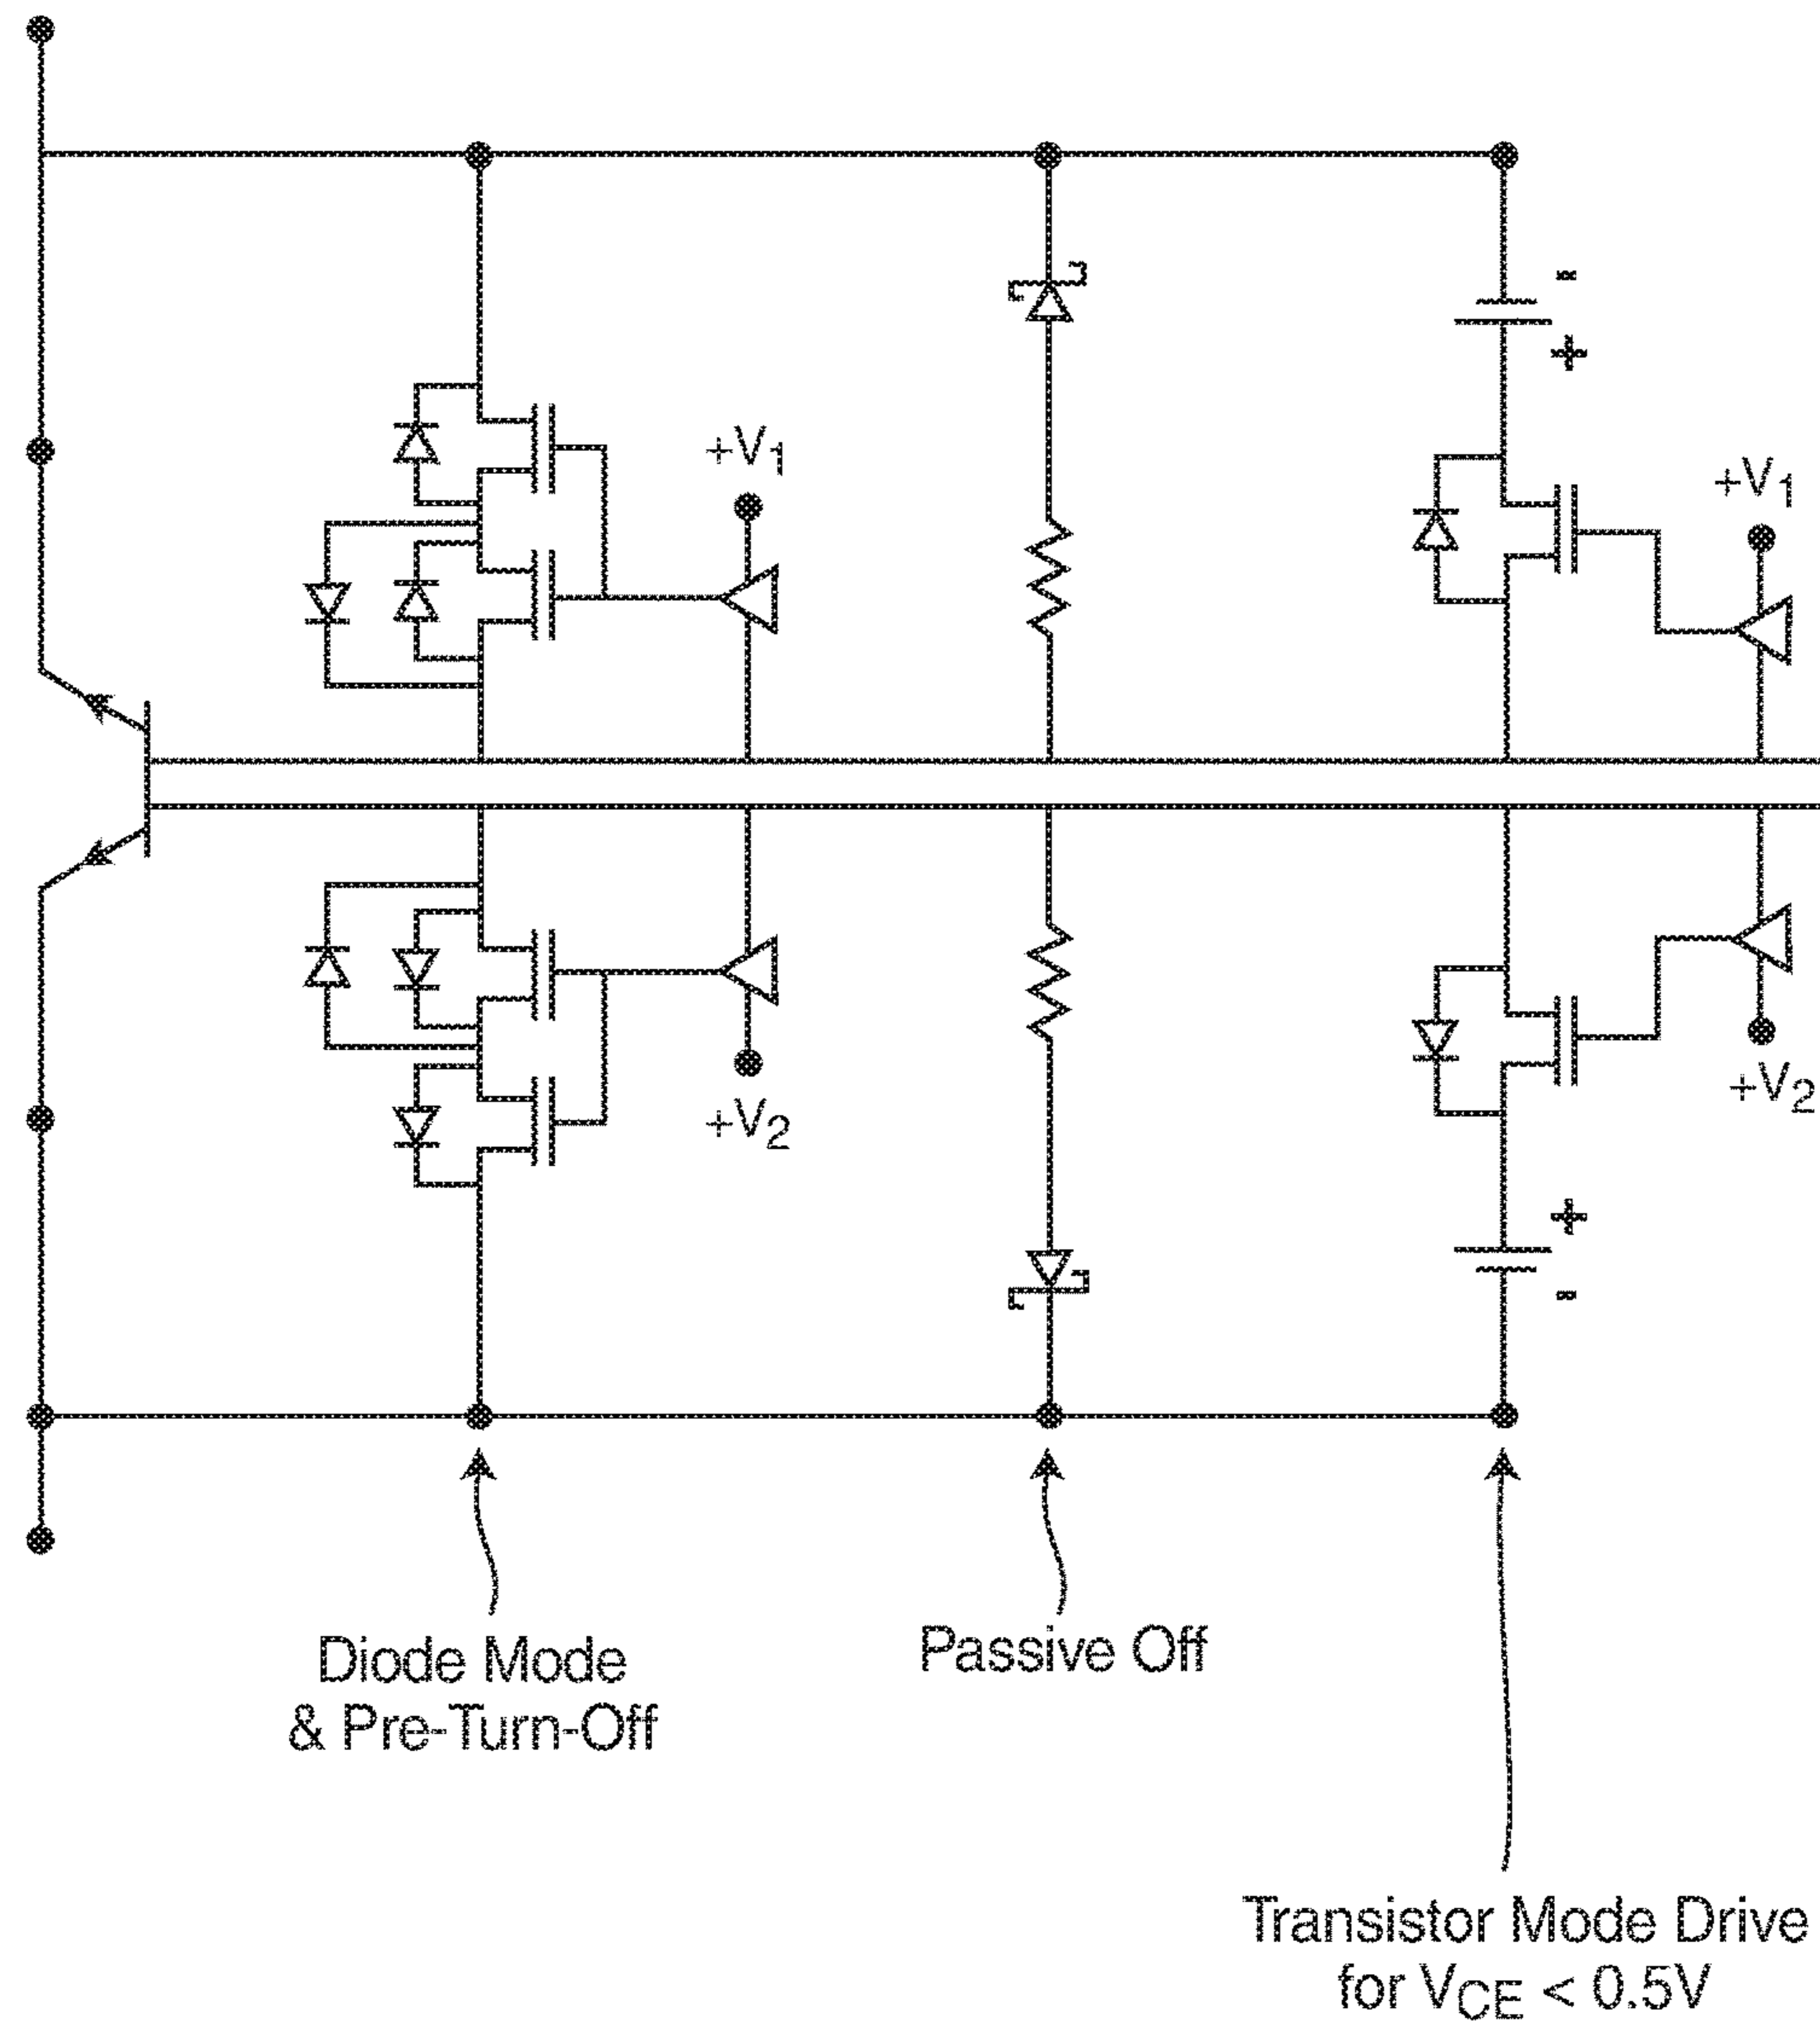 -
+
+V1
+V1
+V2
+V2
+
-
Diode Mode
& Pre-Turn-Off
Passive Off
Transistor Mode Drive
for VCE < 0.5V